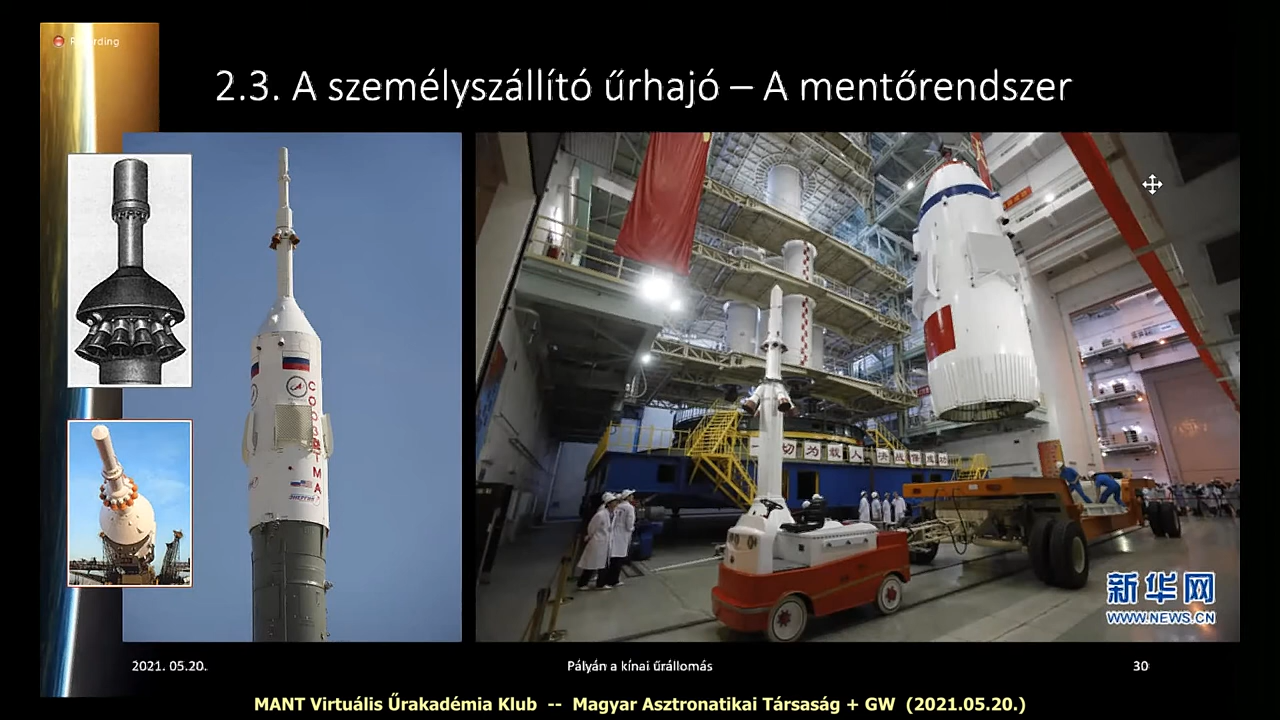 Recording
2.3. A személyszállító űrhajó – A mentőrendszer
新华网
WWW.NEWS.CN
2021. 05.20.
Pályán a kínai űrállomás
30
MANT Virtuális Űrakadémia Klub -- Magyar Asztronatikai Társaság + GW (2021.05.20.)